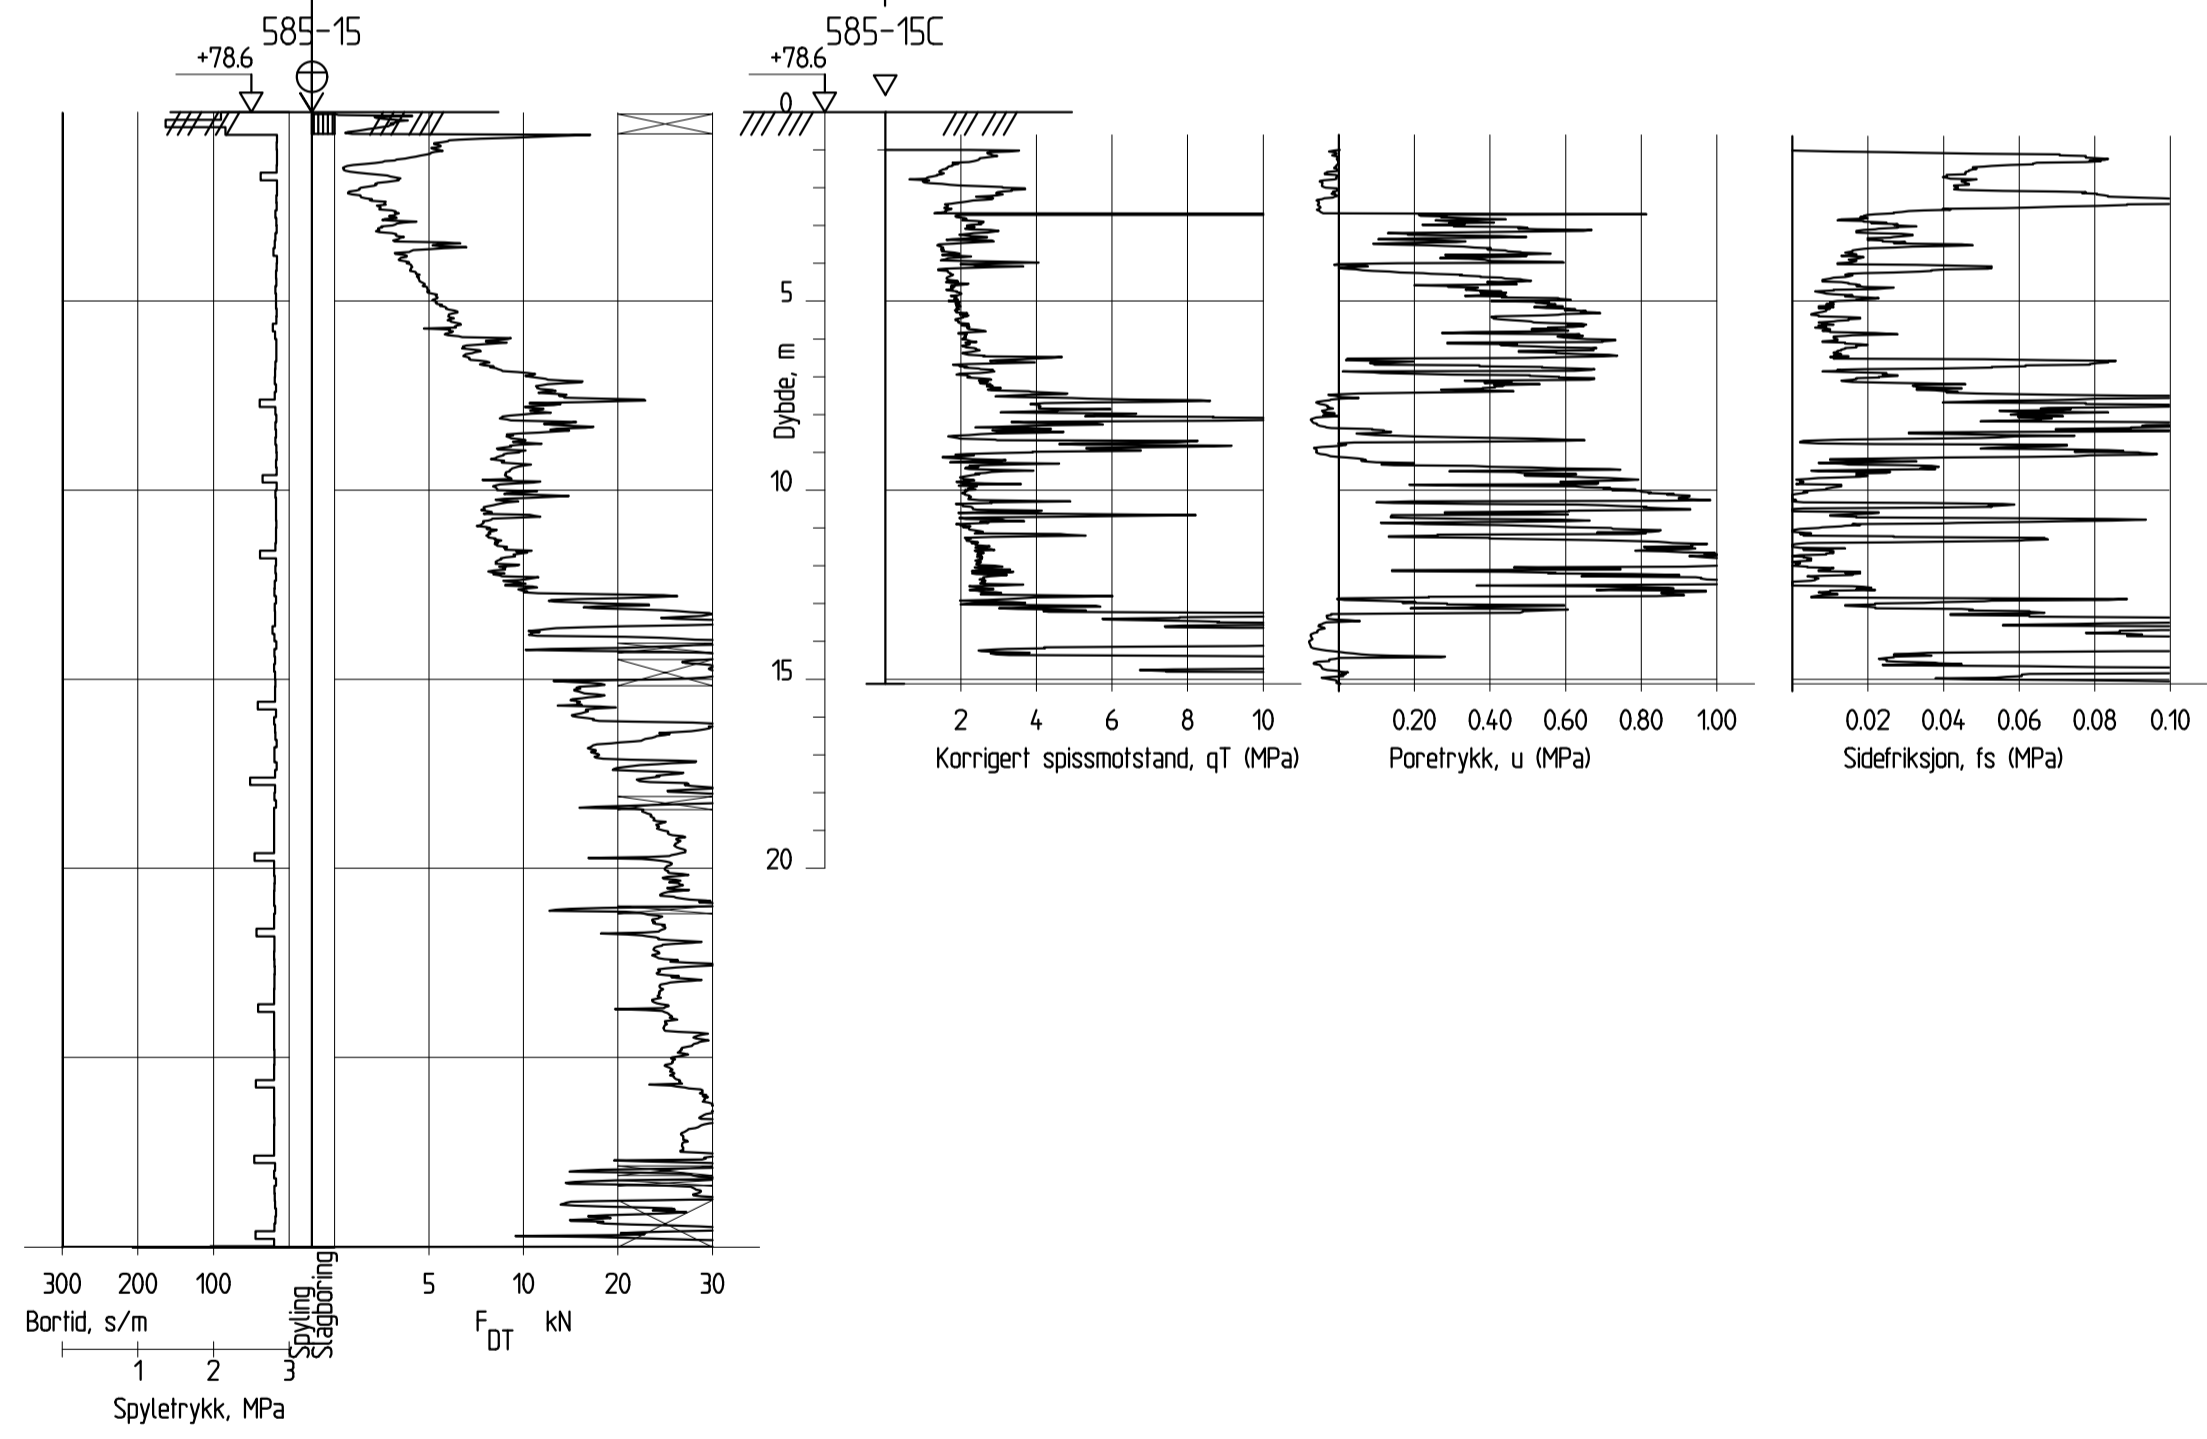 585-15
+78.6
585-15C
+78.6
0
5
10
15
20
Dybde, m
2 4 6 8 10
Korrigert spissmotstand, qT (MPa)
0.20 0.40 0.60 0.80 1.00
Poretrykk, u (MPa)
0.02 0.04 0.06 0.08 0.10
Sidefriksjon, fs (MPa)
300 200 100
Bortid, s/m
Spyling
Slagboring
5 10 20 30
FDT kN
1 2 3
Spyletrykk, MPa